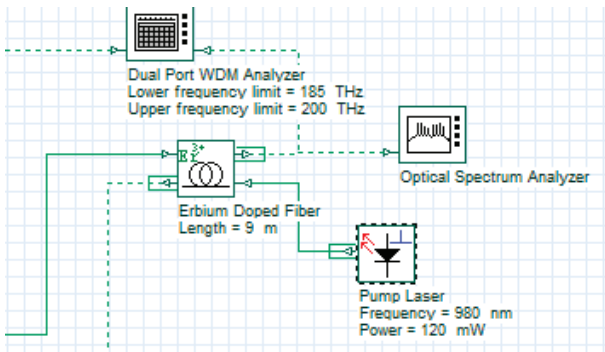 Dual Port WDM Analyzer
Lower frequency limit = 185 THz
Upper frequency limit = 200 THz
Optical Spectrum Analyzer
E 3+
Erbium Doped Fiber
Length = 9 m
Pump Laser
Frequency = 980 nm
Power = 120 mW